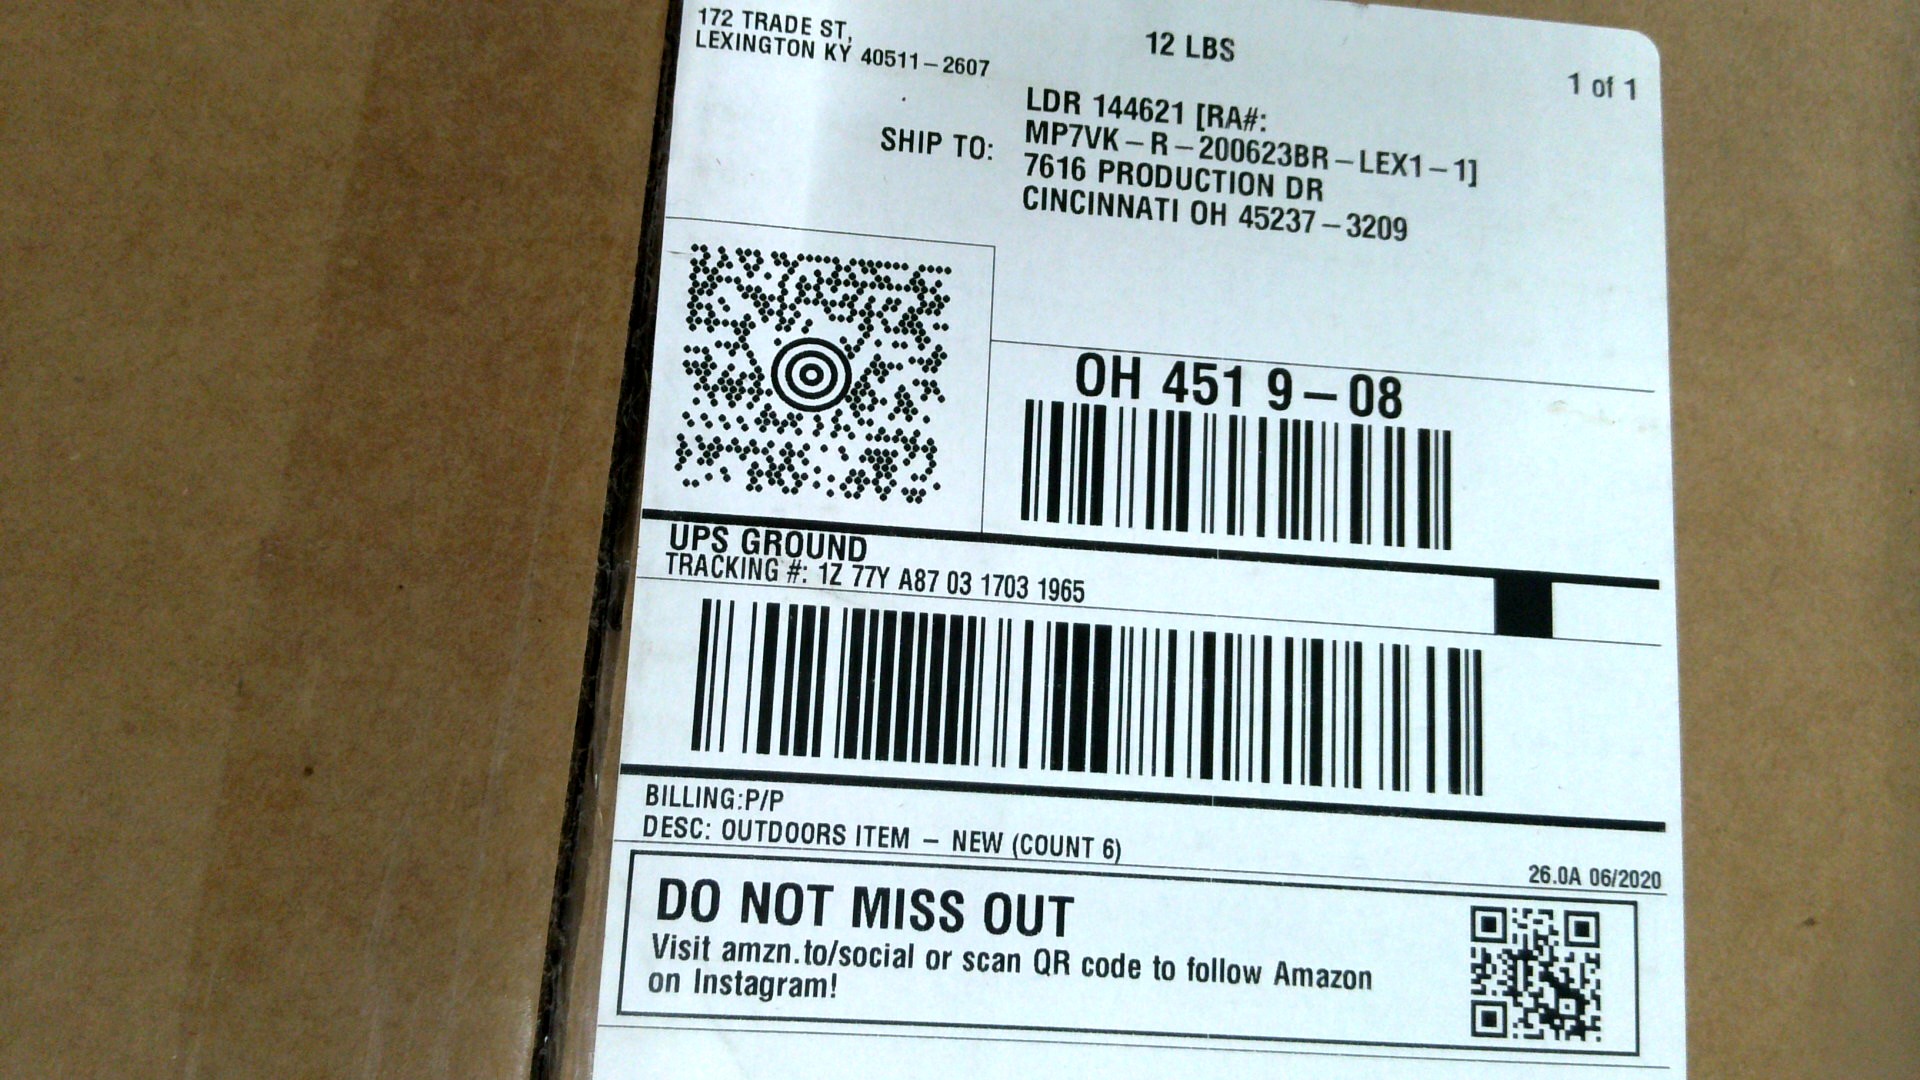 172 TRADE ST,
LEXINGTON KY 40511-2607
12 LBS
1 of 1
SHIP TO:
LDR 144621 [RA#:
MP7VK-R-200623BR-LEX1-1]
7616 PRODUCTION DR
CINCINNATI OH 45237-3209
OH 451 9-08
UPS GROUND
TRACKING #: 1Z 77Y A87 03 1703 1965
BILLING:P/P
DESC: OUTDOORS ITEM - NEW (COUNT 6)
26.0A 06/2020
DO NOT MISS OUT
Visit amzn.to/social or scan QR code to follow Amazon
on Instagram!